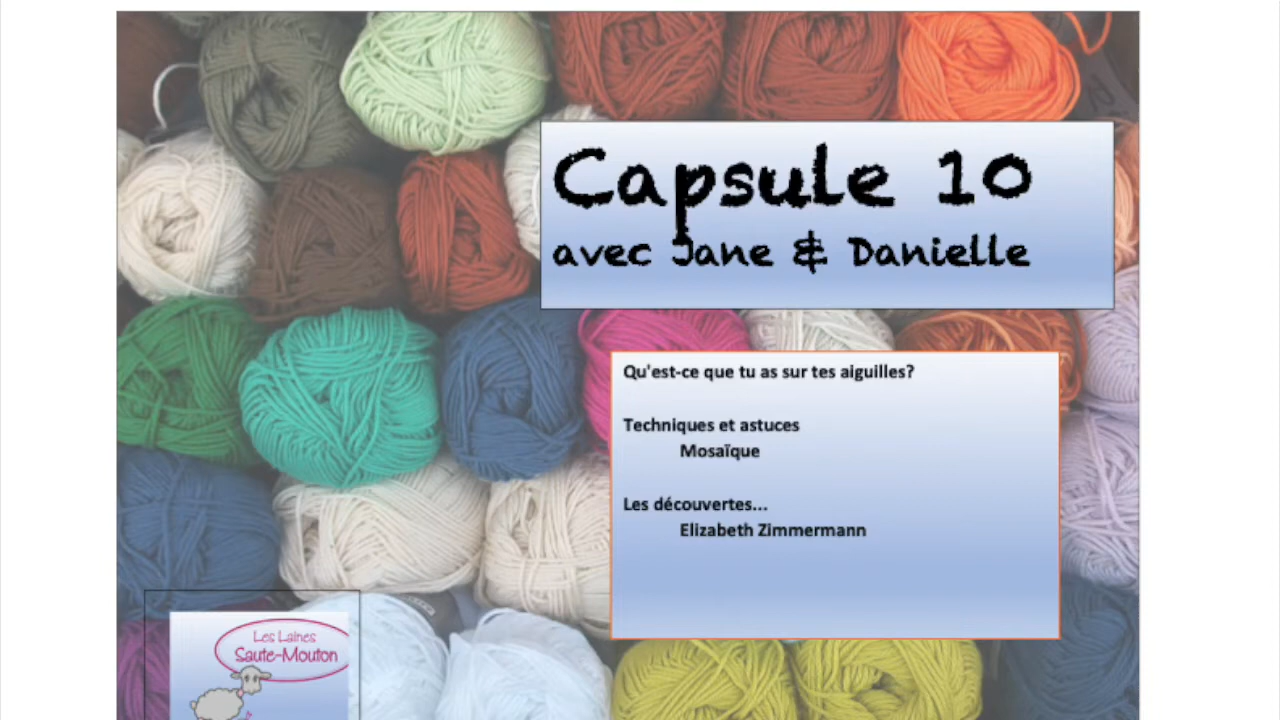 Capsule 10
avec Jane & Danielle
Qu'est-ce que tu as sur tes aiguilles?
Techniques et astuces
Mosaïque
Les découvertes...
Elizabeth Zimmermann
Les Laines
Saute-Mouton